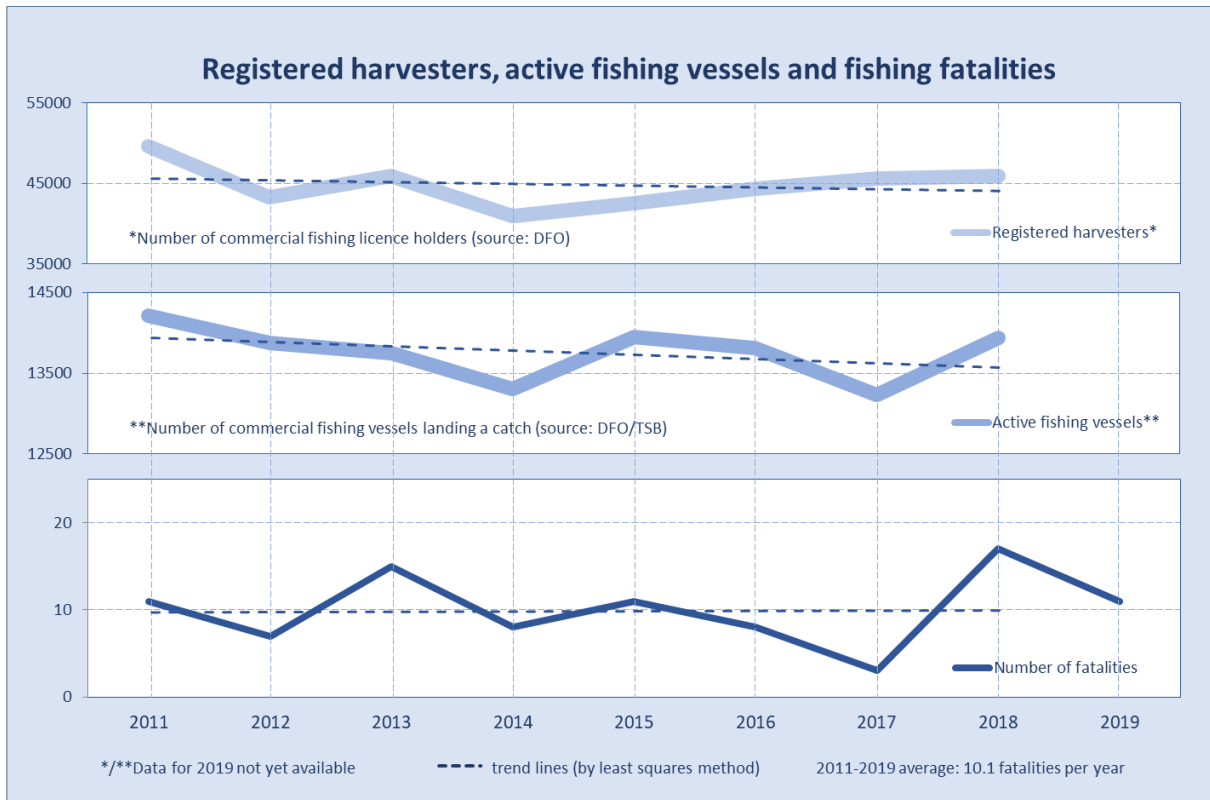 Registered harvesters, active fishing vessels and fishing fatalities
55000
45000
*Number of commercial fishing licence holders (source: DFO)
Registered harvesters*
35000
14500
13500
**Number of commercial fishing vessels landing a catch (source: DFO/TSB)
Active fishing vessels**
12500
20
10
Number of fatalities
0
2011 2012 2013 2014 2015 2016 2017 2018 2019
*/**Data for 2019 not yet available trend lines (by least squares method) 2011-2019 average: 10.1 fatalities per year